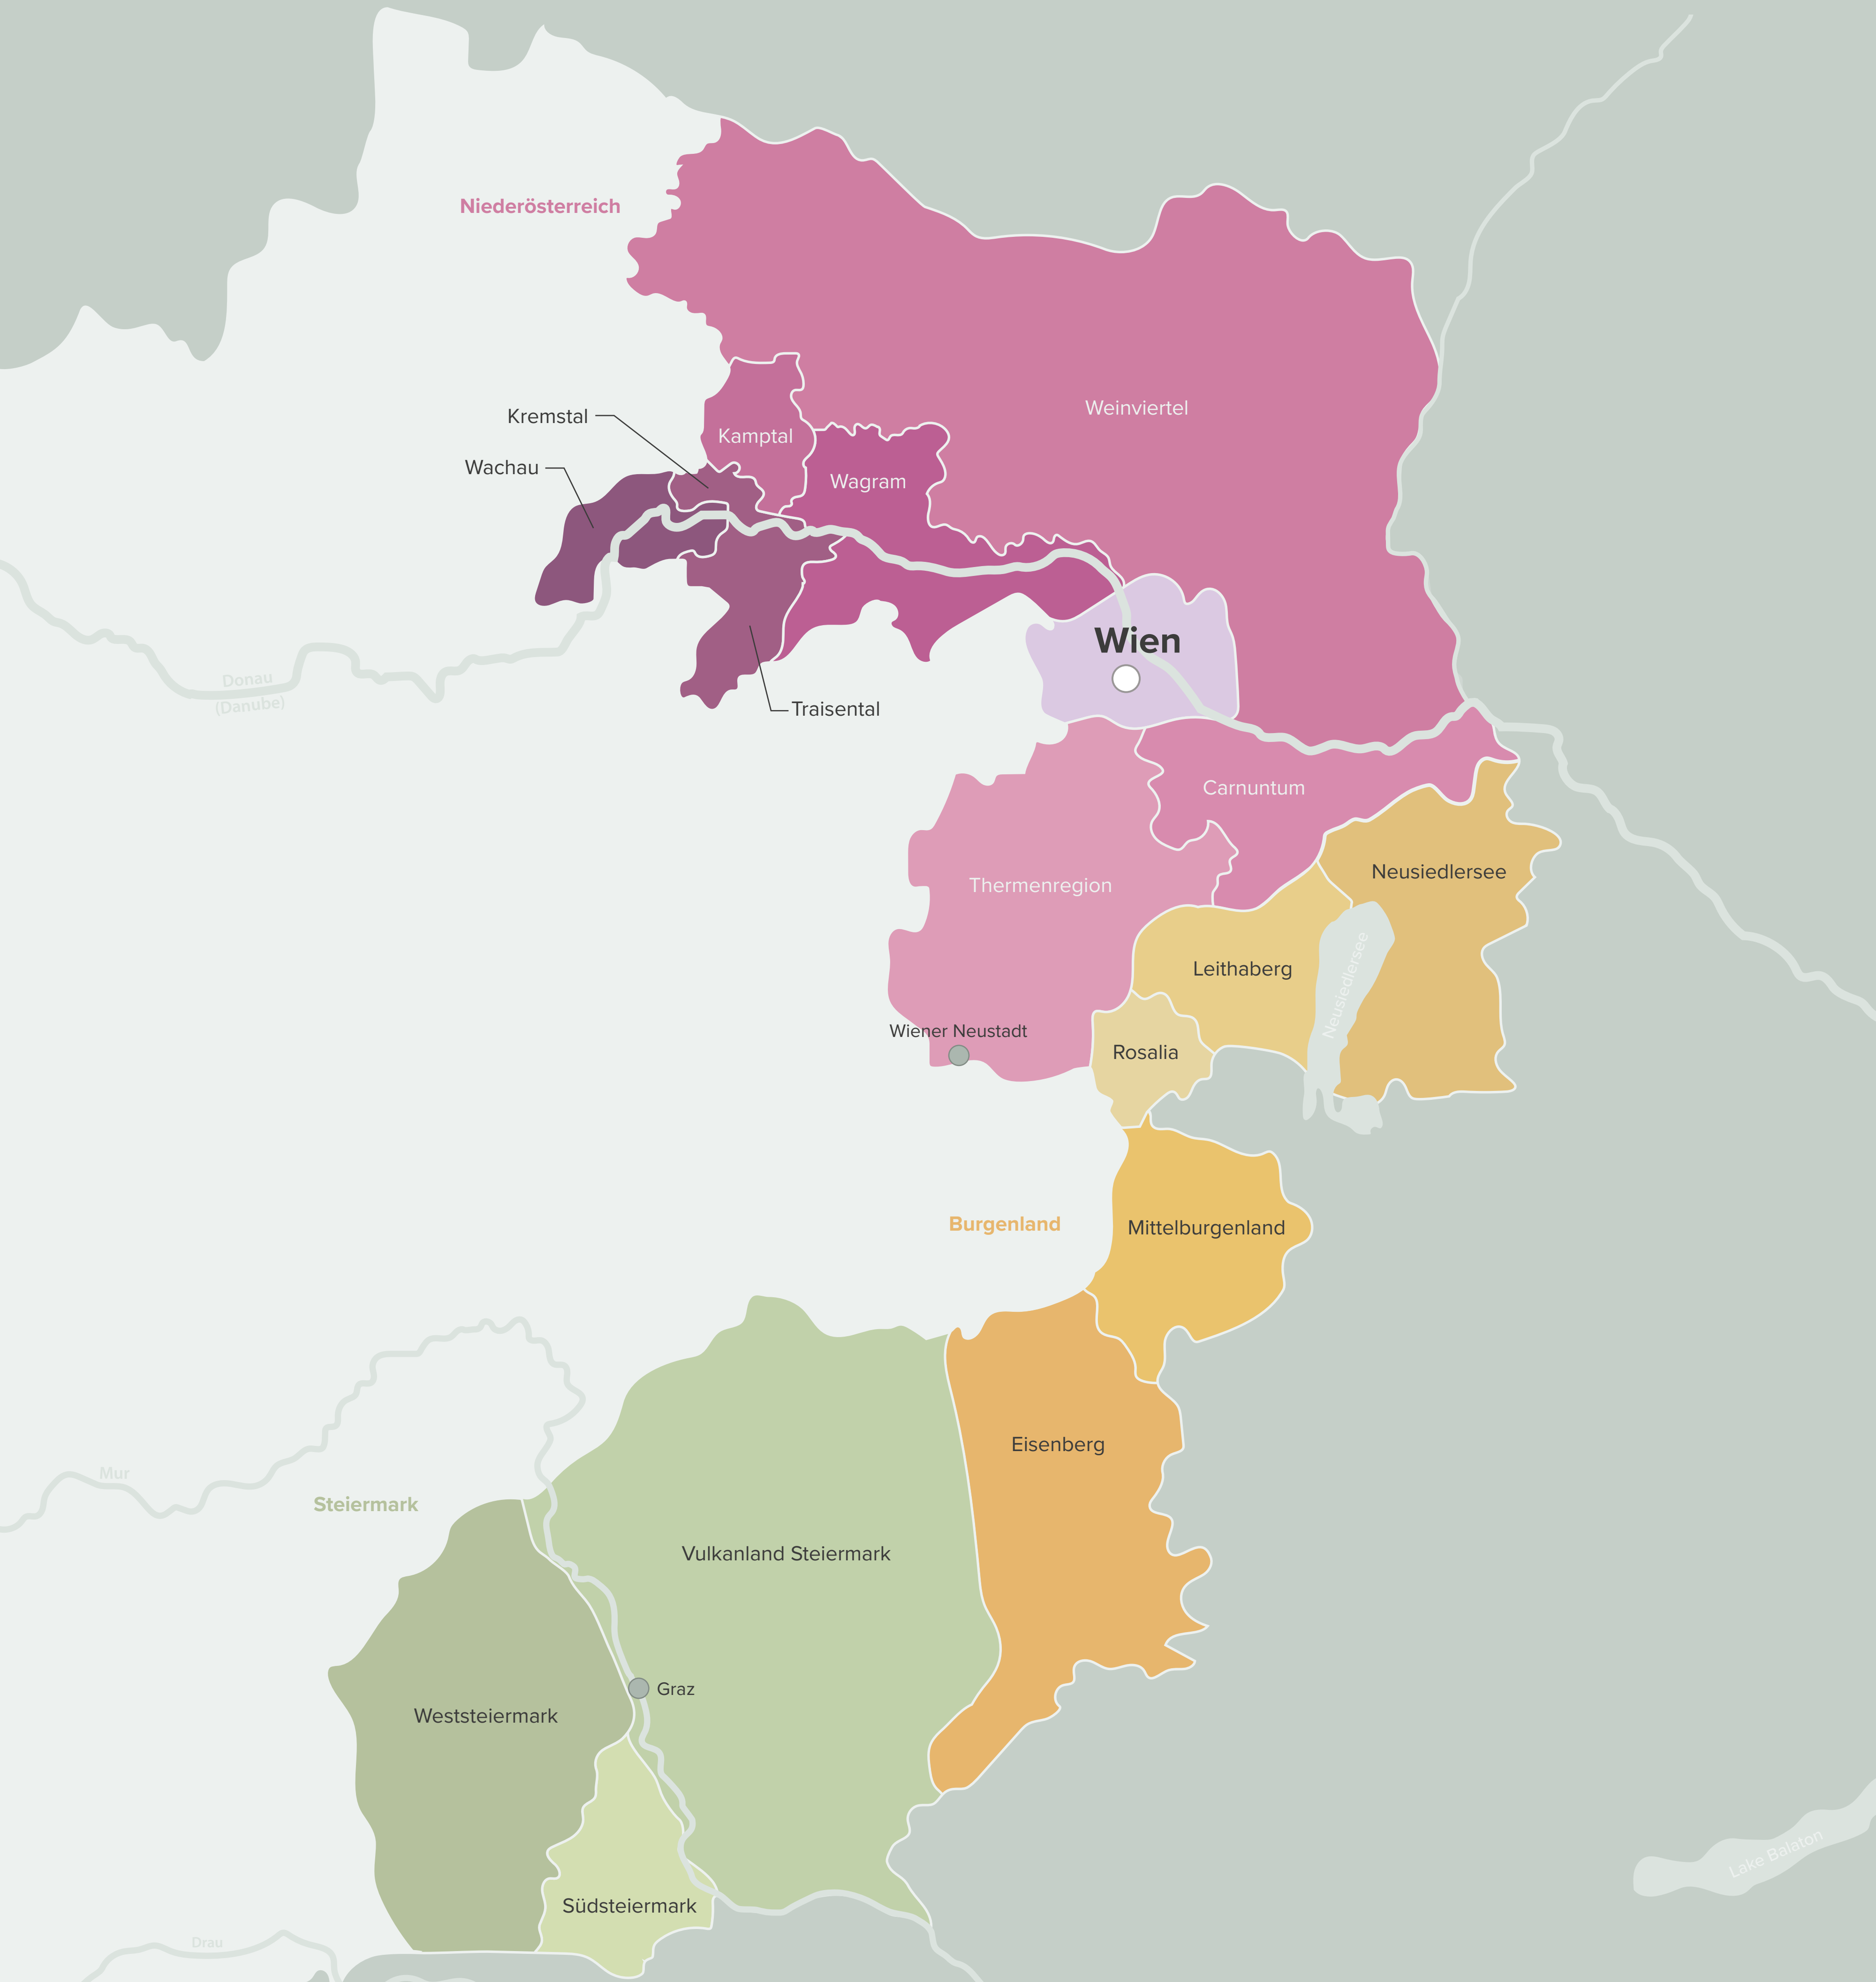 Niederösterreich
Weinviertel
Kremstal
Kamptal
Wachau
Wagram
Wien
Donau
(Danube)
Traisental
Carnuntum
Neusiedlersee
Thermenregion
Leithaberg
Neusiedlersee
Wiener Neustadt
Rosalia
Burgenland
Mittelburgenland
Eisenberg
Mur
Steiermark
Vulkanland Steiermark
Graz
Weststeiermark
Lake Balaton
Südsteiermark
Drau